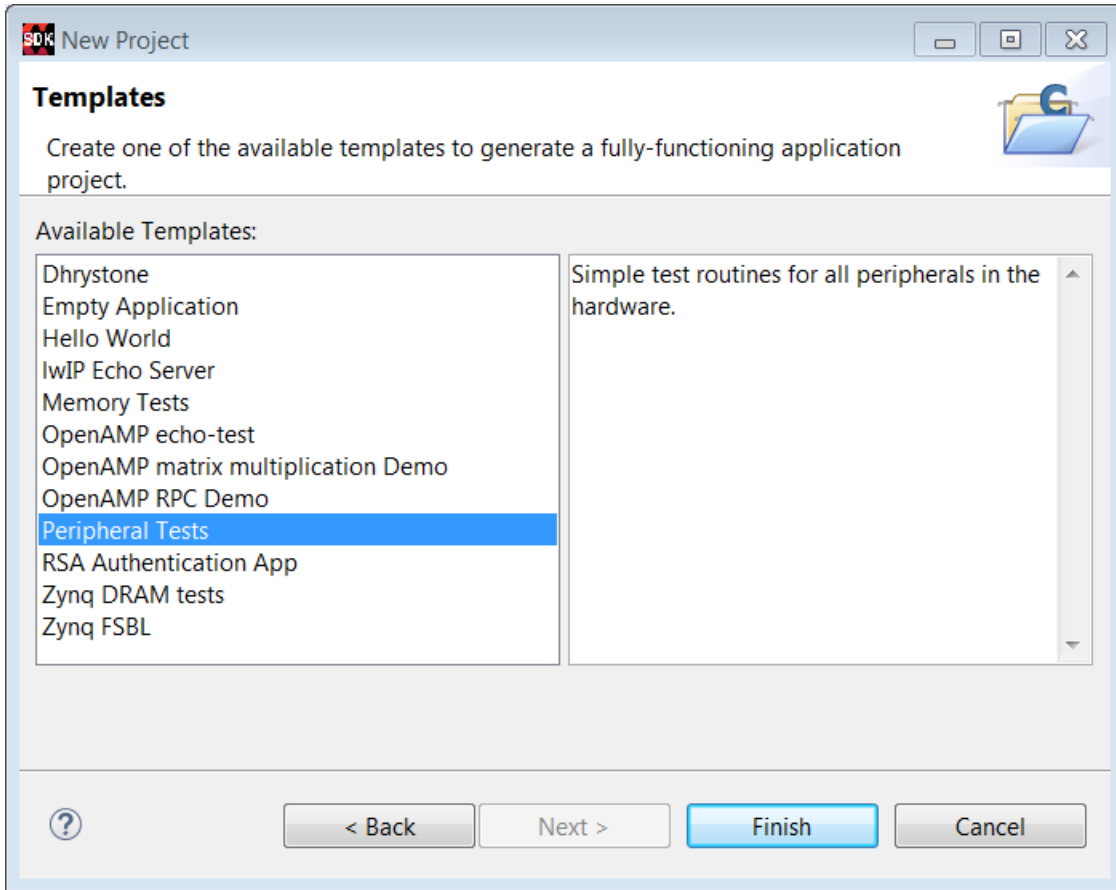 SDK New Project
Templates
Create one of the available templates to generate a fully-functioning application
project.
C
Available Templates:
Dhrystone
Empty Application
Hello World
lwIP Echo Server
Memory Tests
OpenAMP echo-test
OpenAMP matrix multiplication Demo
OpenAMP RPC Demo
Peripheral Tests
RSA Authentication App
Zynq DRAM tests
Zynq FSBL
Simple test routines for all peripherals in the
hardware.
?
< Back
Next >
Finish
Cancel